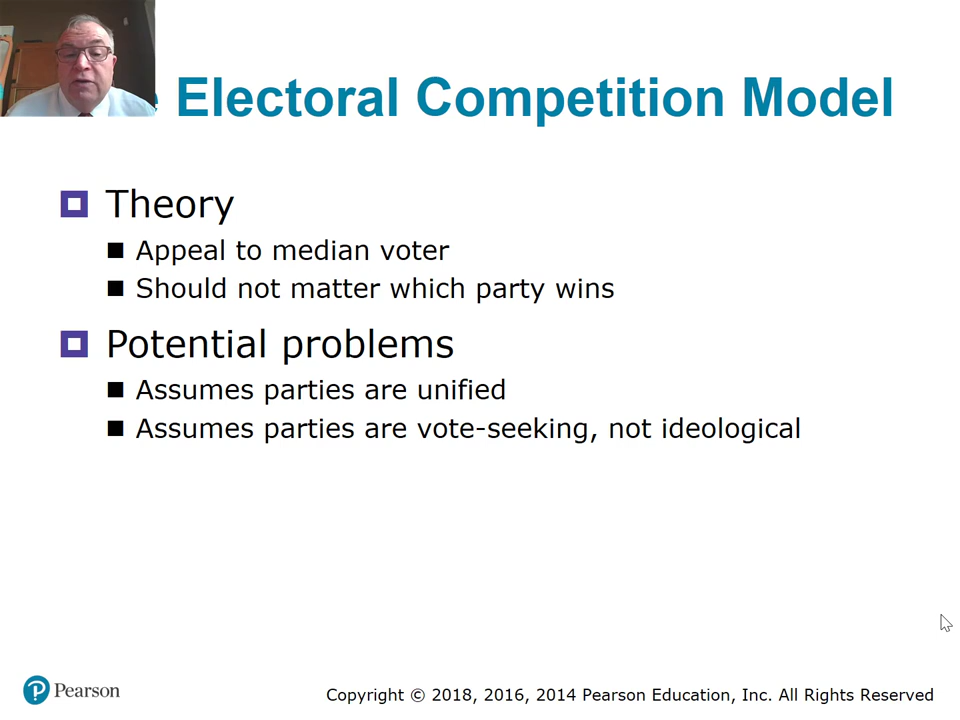 Electoral Competition Model
Theory
Appeal to median voter
Should not matter which party wins
Potential problems
Assumes parties are unified
Assumes parties are vote-seeking, not ideological
Pearson
Copyright © 2018, 2016, 2014 Pearson Education, Inc. All Rights Reserved